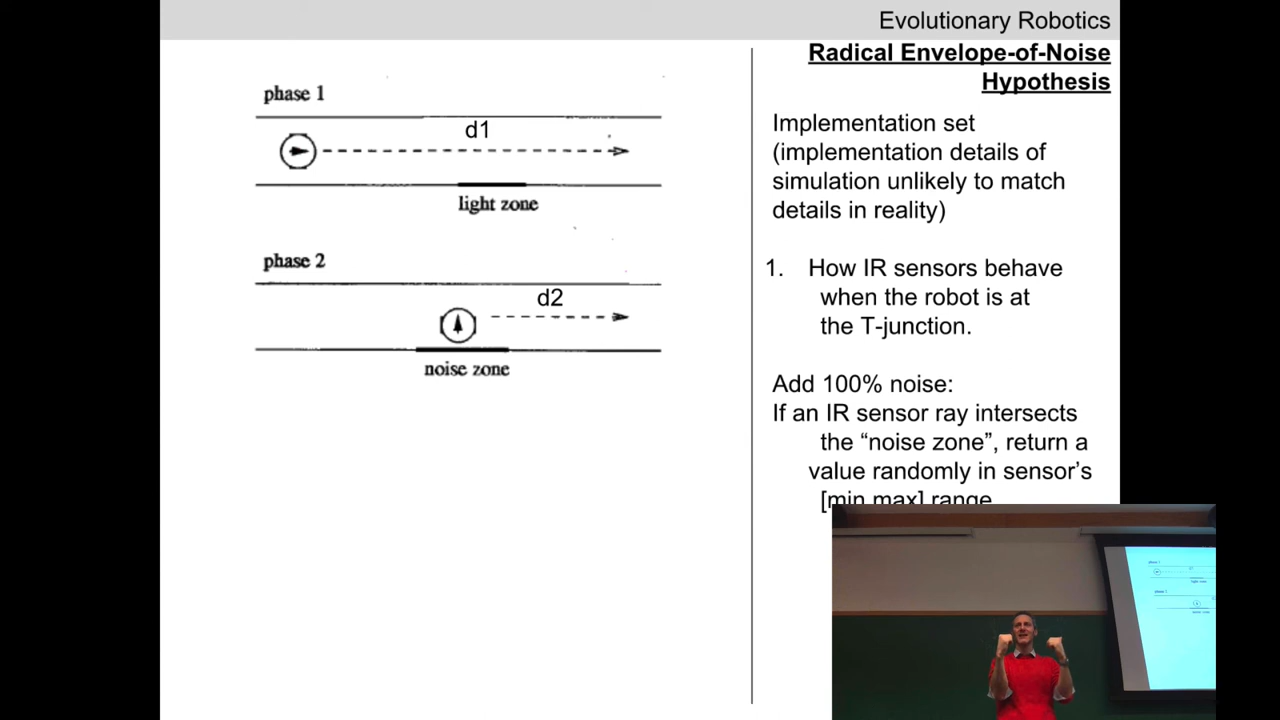 Evolutionary Robotics
Radical Envelope-of-Noise
Hypothesis
phase 1
d1
light zone
phase 2
d2
noise zone
Implementation set
(implementation details of
simulation unlikely to match
details in reality)
1. How IR sensors behave
when the robot is at
the T-junction.
Add 100% noise:
If an IR sensor ray intersects
the “noise zone”, return a
value randomly in sensor’s
[min max] range